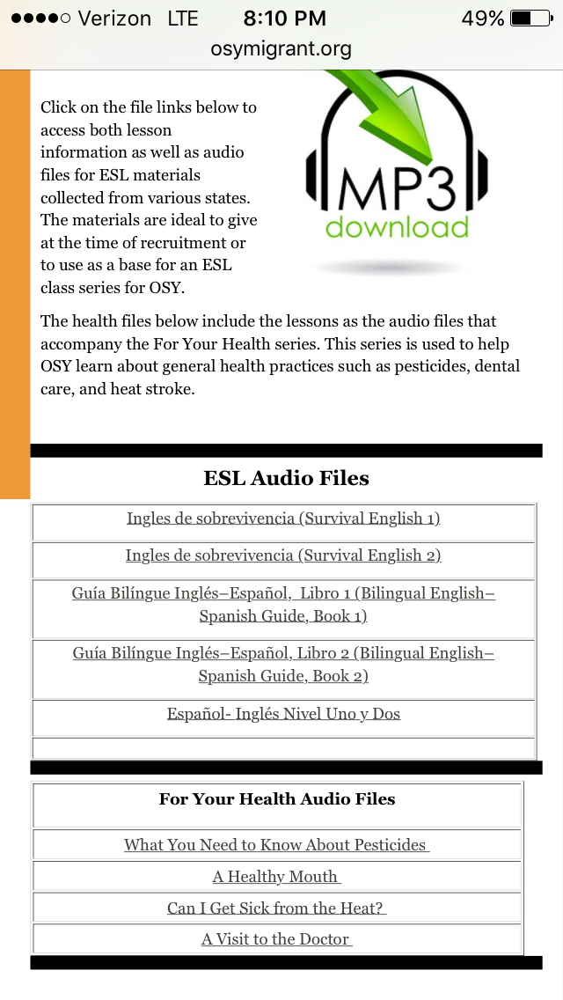 Verizon LTE 8:10 PM 49%
osymigrant.org
Click on the file links below to
access both lesson
information as well as audio
files for ESL materials
collected from various states.
The materials are ideal to give
at the time of recruitment or
to use as a base for an ESL
class series for OSY.
MP3
download
The health files below include the lessons as the audio files that
accompany the For Your Health series. This series is used to help
OSY learn about general health practices such as pesticides, dental
care, and heat stroke.
ESL Audio Files
Ingles de sobrevivencia (Survival English 1)
Ingles de sobrevivencia (Survival English 2)
Guía Bilíngue Inglés–Español, Libro 1 (Bilingual English–
Spanish Guide, Book 1)
Guía Bilíngue Inglés–Español, Libro 2 (Bilingual English–
Spanish Guide, Book 2)
Español- Inglés Nivel Uno y Dos
For Your Health Audio Files
What You Need to Know About Pesticides
A Healthy Mouth
Can I Get Sick from the Heat?
A Visit to the Doctor